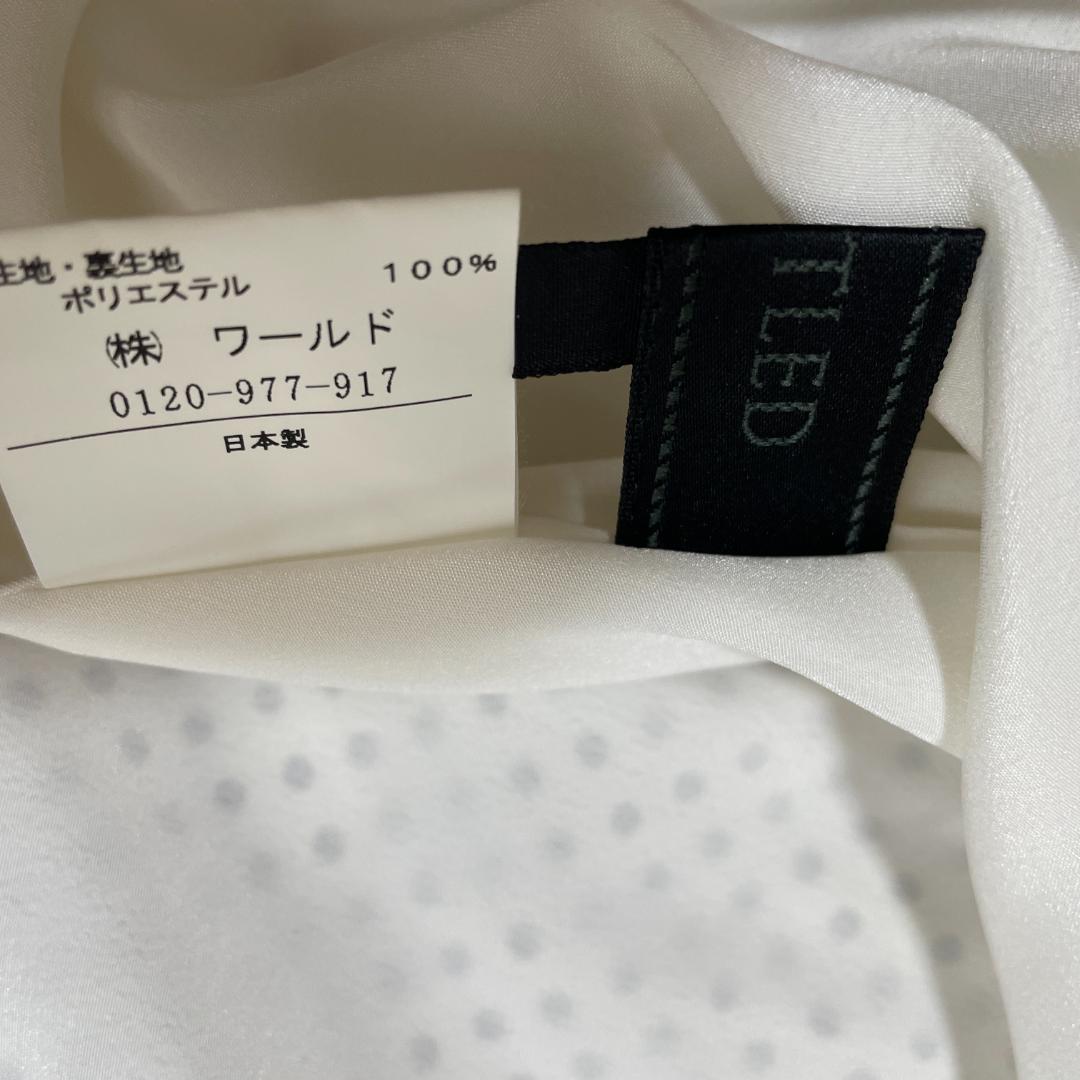 生地・裏生地
ポリエステル 100%
㈱ ワールド
0120-977-917
日本製
TLED